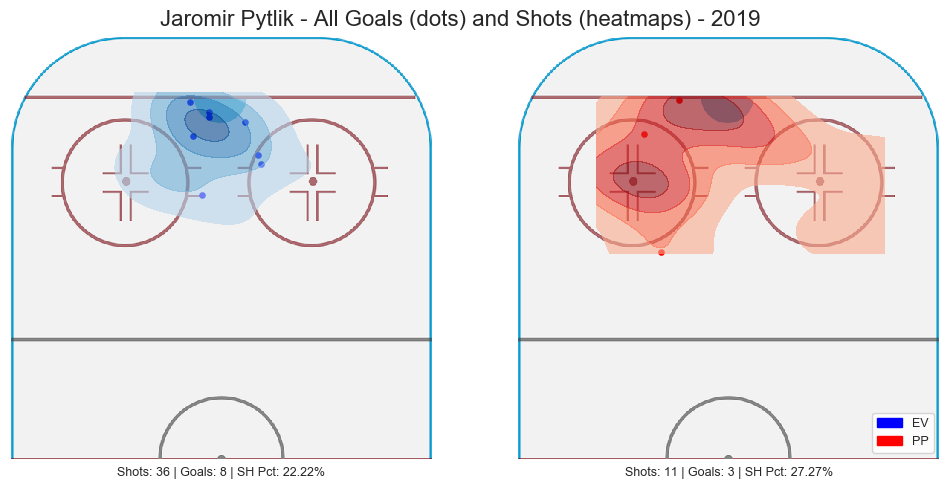 Jaromir Pytlik - All Goals (dots) and Shots (heatmaps) - 2019
EV
PP
Shots: 36 | Goals: 8 | SH Pct: 22.22%
Shots: 11 | Goals: 3 | SH Pct: 27.27%